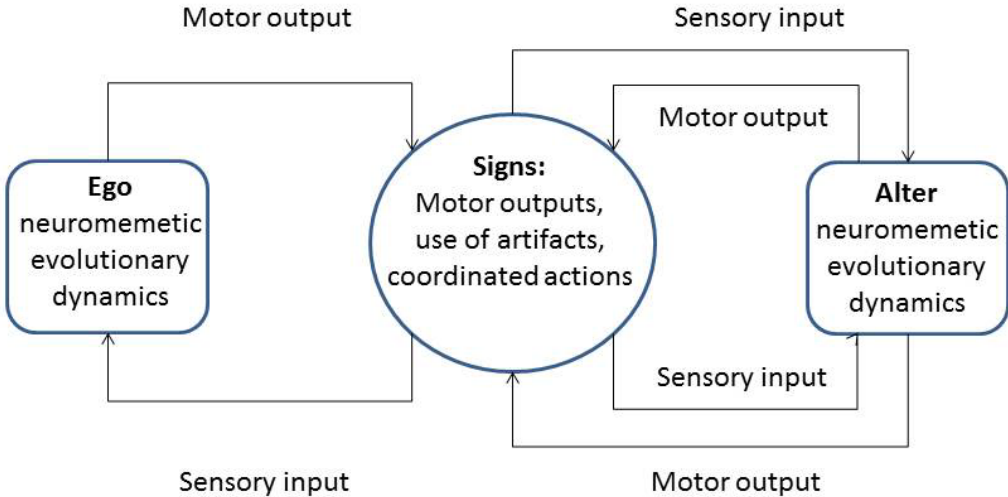 Motor output
Sensory input
Motor output
Ego
neuromemetic
evolutionary
dynamics
Signs:
Motor outputs,
use of artifacts,
coordinated actions
Alter
neuromemetic
evolutionary
dynamics
Sensory input
Sensory input
Motor output